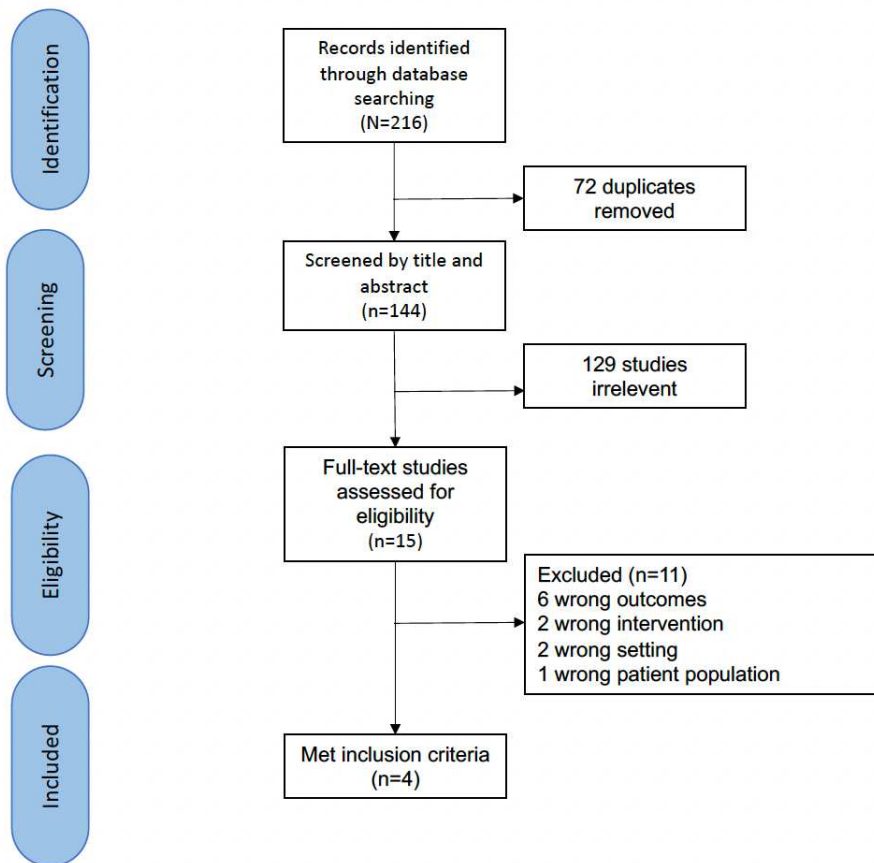 Identification
Records identified
through database
searching
(N=216)
72 duplicates
removed
Screening
Screened by title and
abstract
(n=144)
129 studies
irrelevent
Eligibility
Full-text studies
assessed for
eligibility
(n=15)
Excluded (n=11)
6 wrong outcomes
2 wrong intervention
2 wrong setting
1 wrong patient population
Included
Met inclusion criteria
(n=4)